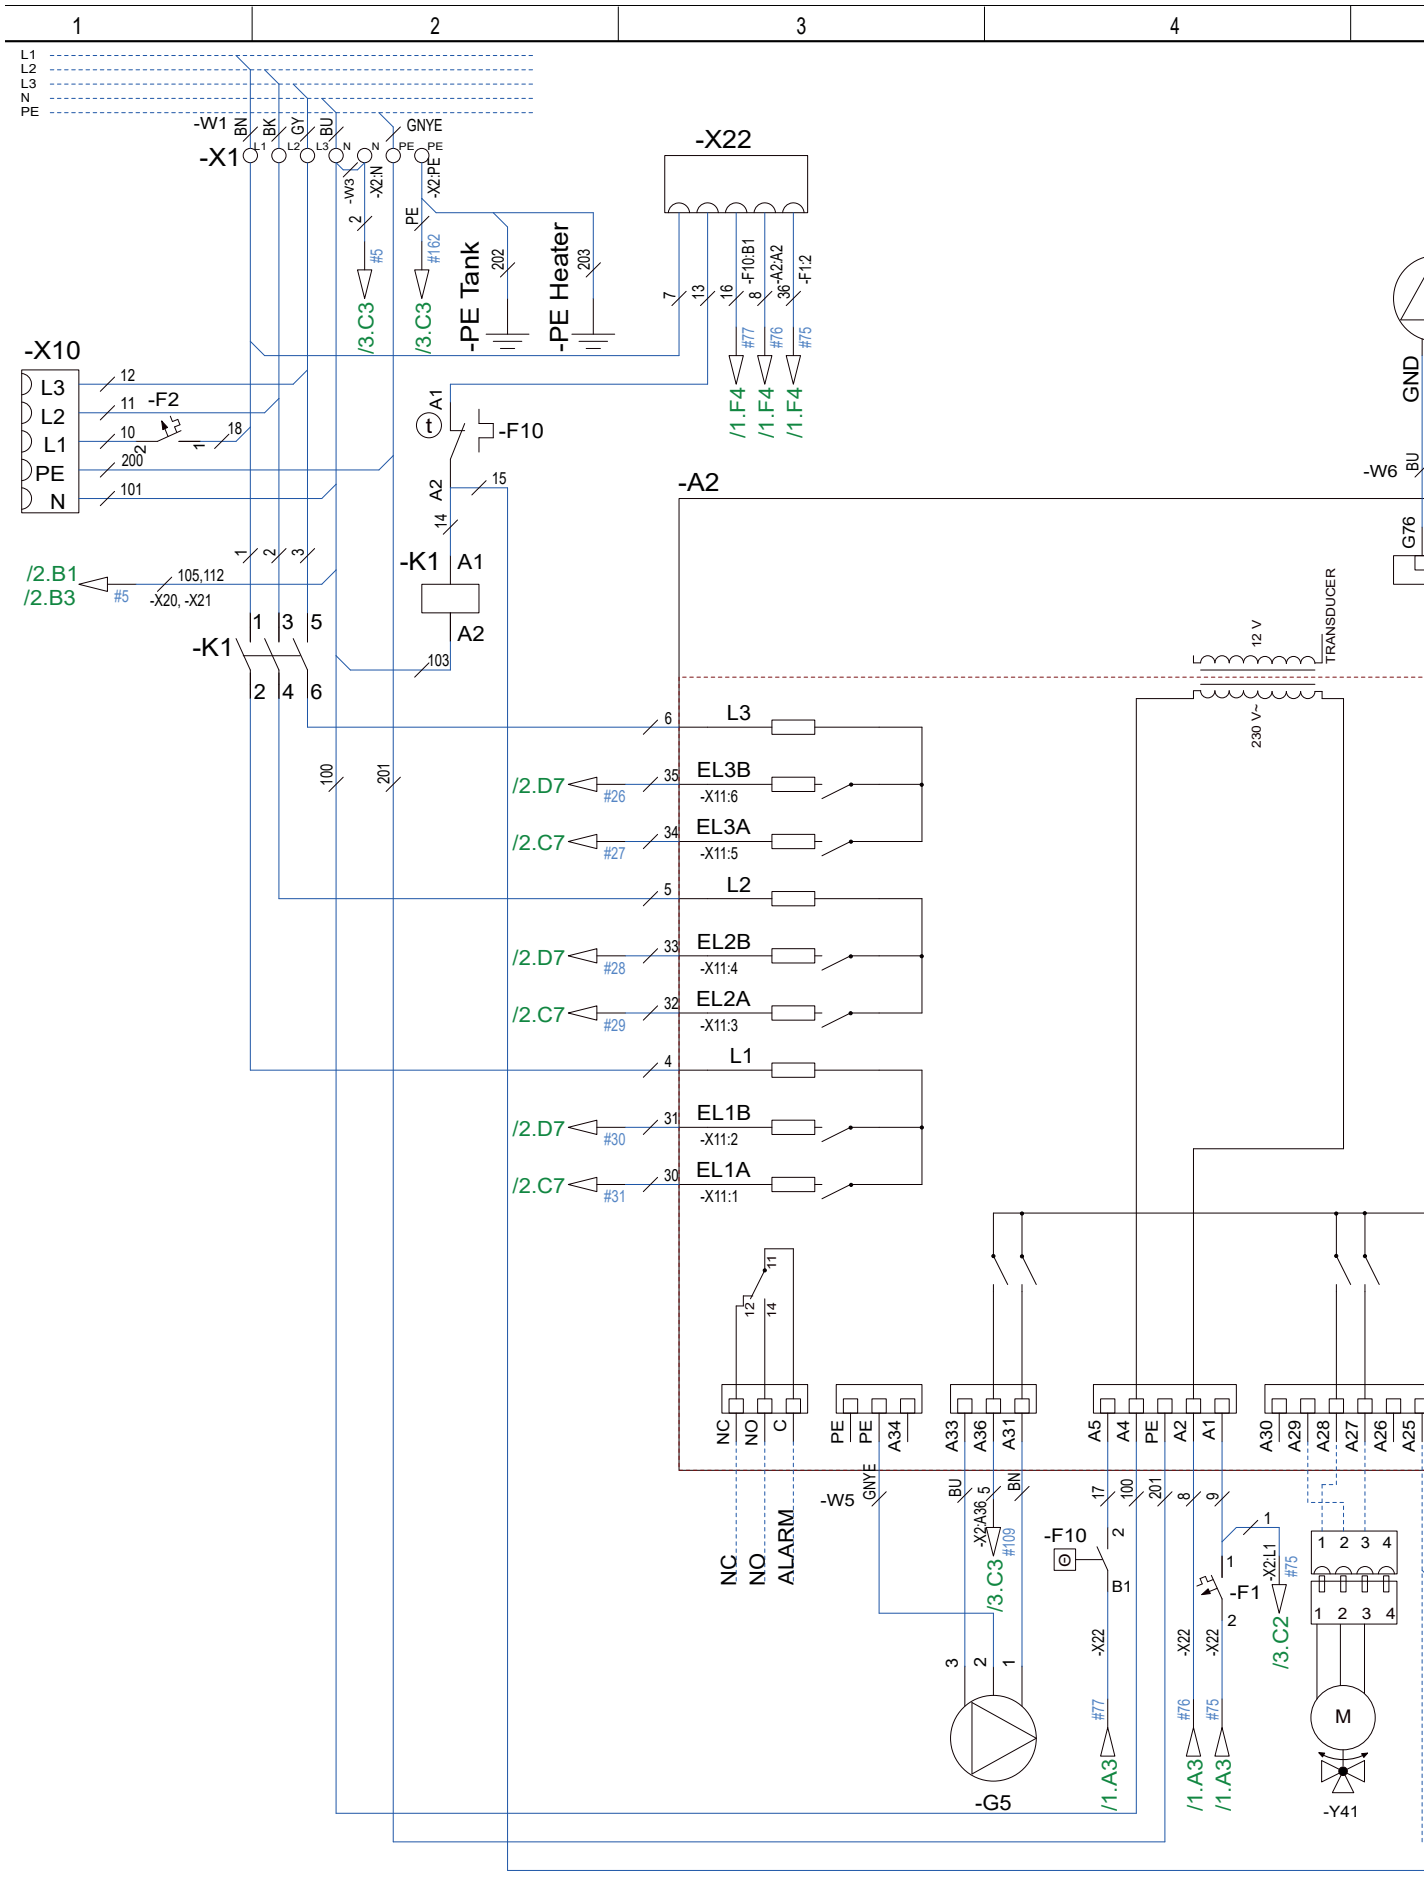 1 2 3 4
L1
L2
L3
N
PE
-W1 BN BK GY BU GNYE
-X1 L1 L2 L3 N N PE PE
-W3 -X2:N -X2:PE
2 PE
#5 #162
/3.C3 /3.C3
-PE Tank 202
-PE Heater 203
-X22
7 13 16 8 36
-F10:B1 -A2:A2 -F1:2
#77 #76 #75
/1.F4 /1.F4 /1.F4
GND
BU
-W6
G76
-X10
L3 12
L2 11
L1 10
PE 200
N 101
-F2
2 1 18
A1
t
-F10
A2 15
14
-K1 A1
A2
103
1 2 3
/2.B1
/2.B3
#5
105,112
-X20, -X21
-K1
1 3 5
2 4 6
100 201
-A2
12 V
TRANSDUCER
230 V~
6 L3
/2.D7 #26 35 EL3B
-X11:6
/2.C7 #27 34 EL3A
-X11:5
5 L2
/2.D7 #28 33 EL2B
-X11:4
/2.C7 #29 32 EL2A
-X11:3
4 L1
/2.D7 #30 31 EL1B
-X11:2
/2.C7 #31 30 EL1A
-X11:1
11
12 14
NC NO C
PE PE A34
A33 A36 A31
A5 A4 PE A2 A1
A30 A29 A28 A27 A26 A25
NC NO ALARM
-W5 GNYE
BU 5 BN
-X2:A36
#109
/3.C3
3 2 1
-G5
17 100 201 8 9
-F10
2
B1
-X22 -X22 -X22
#77 #76 #75
/1.A3 /1.A3 /1.A3
1
-F1
2
1
-X2:L1
#75
/3.C2
1 2 3 4
1 2 3 4
M
-Y41